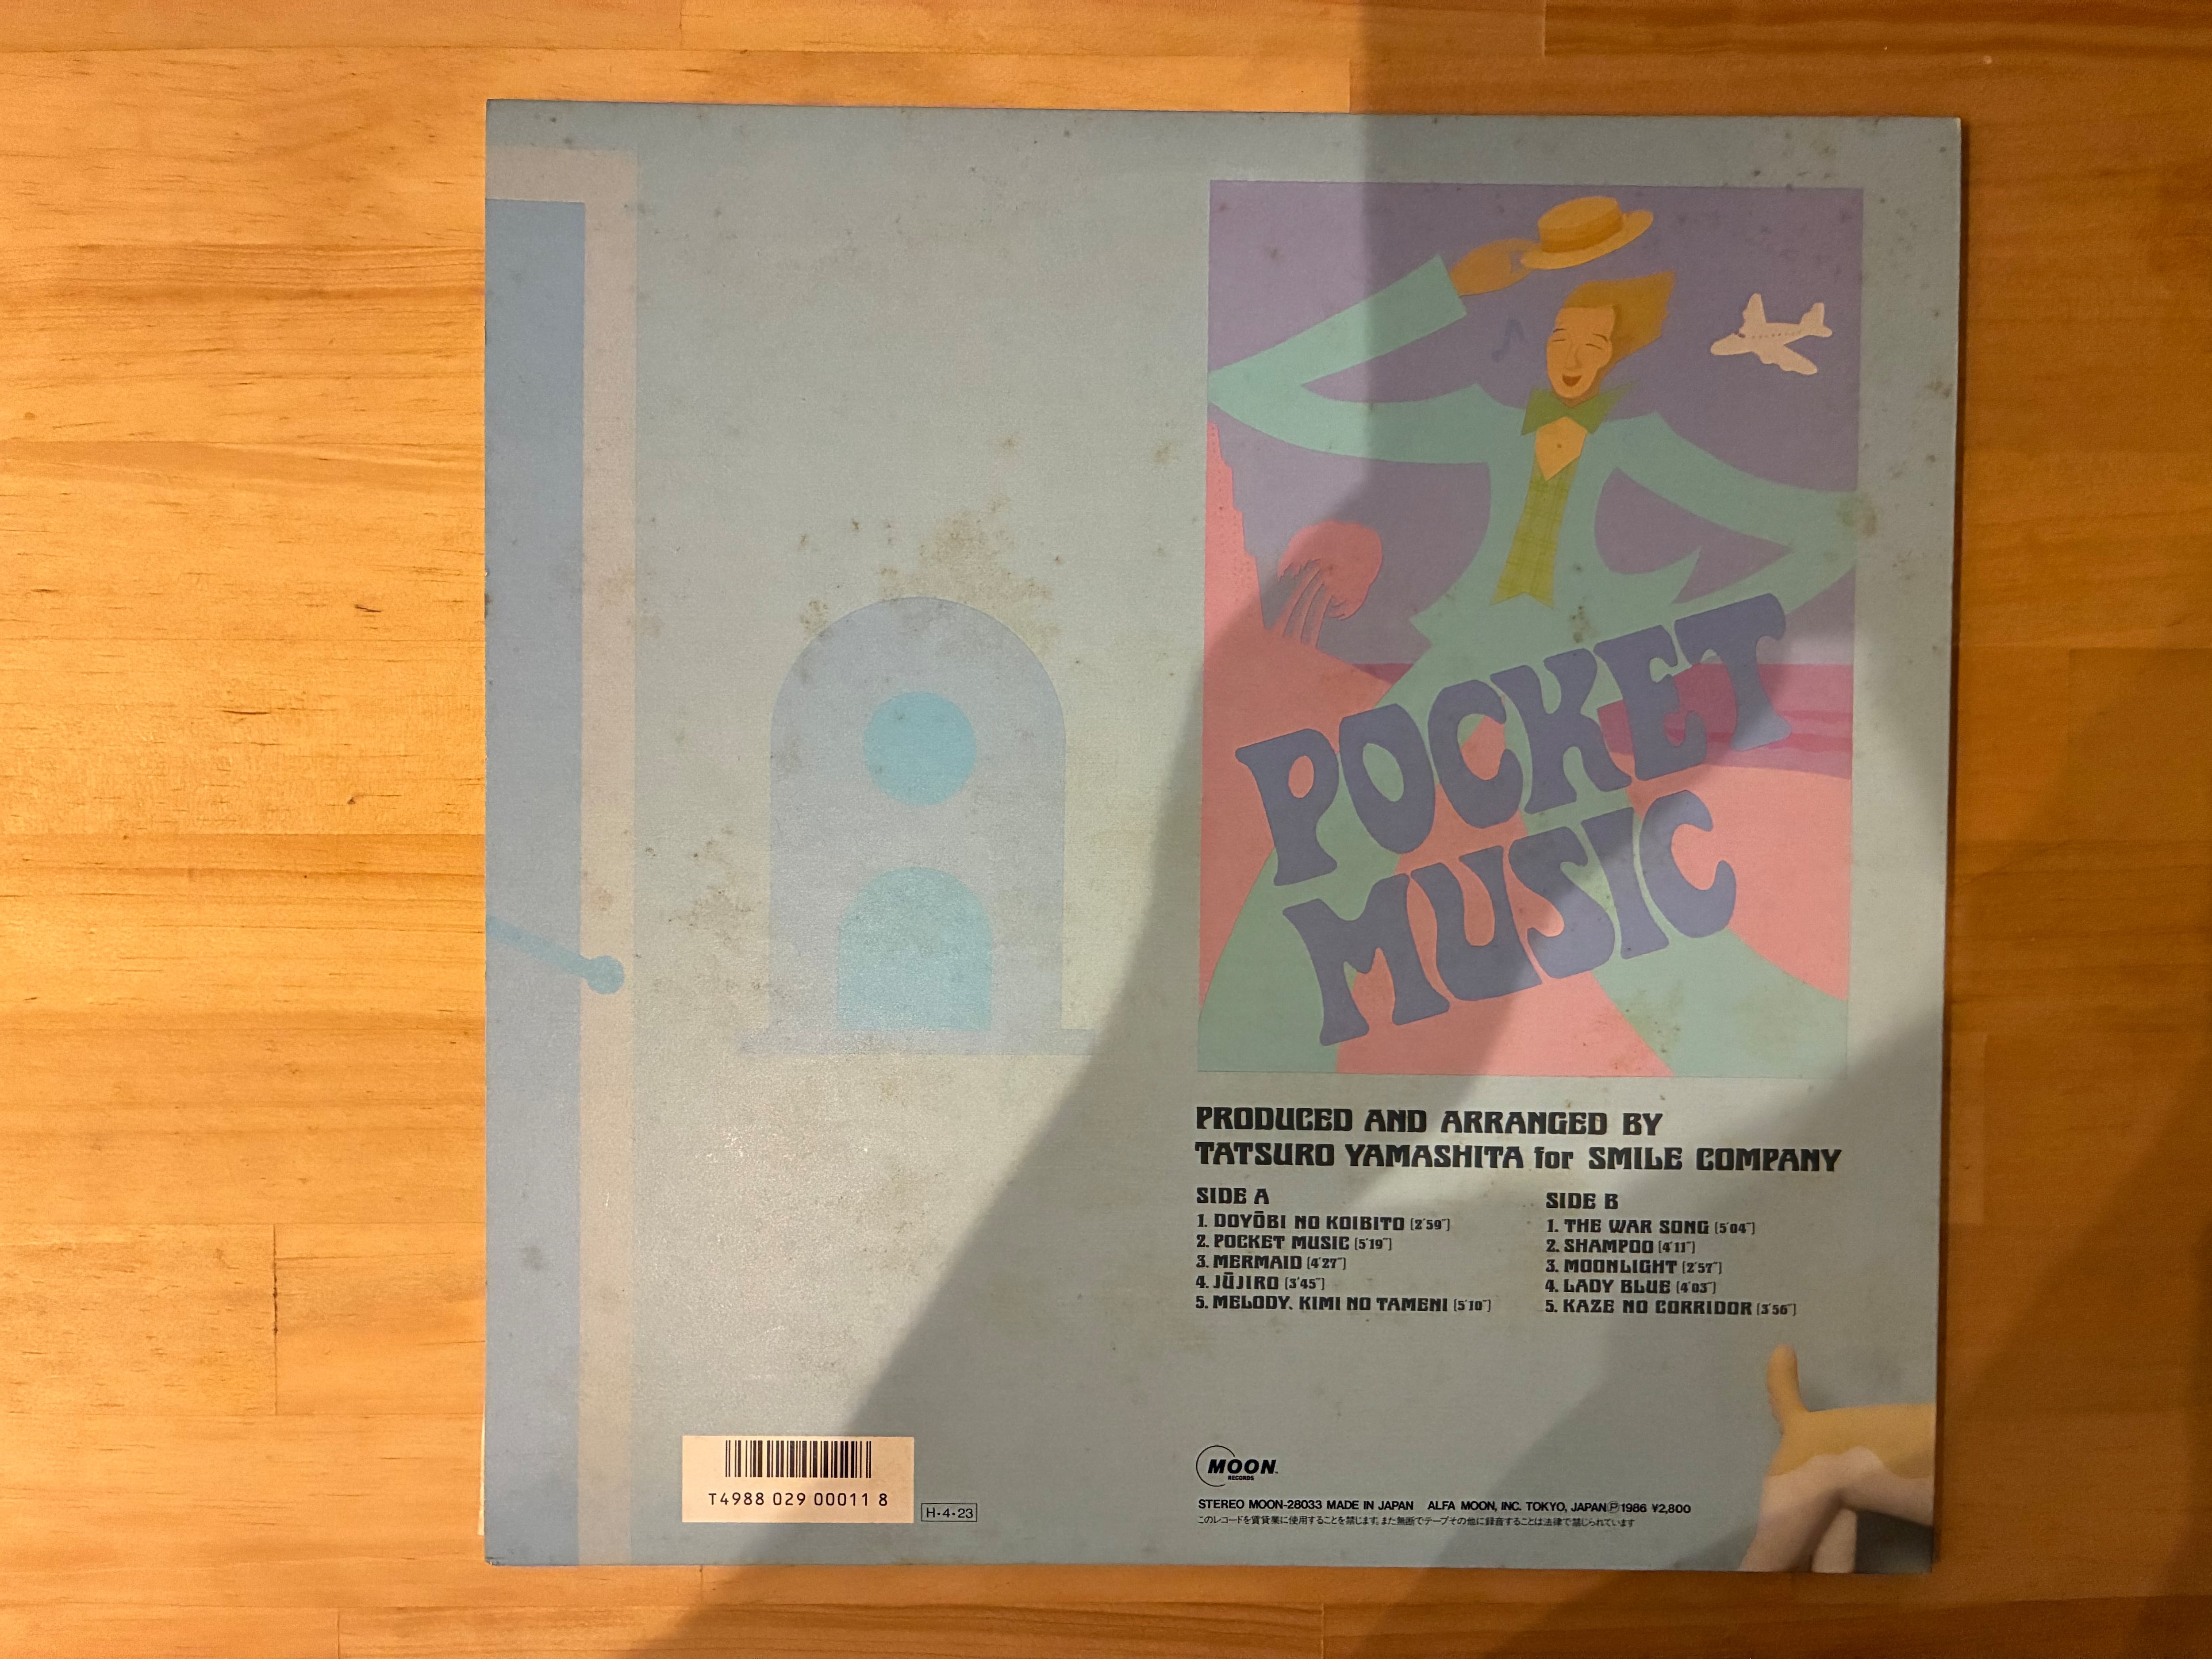 POCKET
MUSIC
PRODUCED AND ARRANGED BY
TATSURO YAMASHITA for SMILE COMPANY
SIDE A
1. DOYŌBI NO KOIBITO [2'59"]
2. POCKET MUSIC [5'19"]
3. MERMAID [4'27"]
4. JŪJIRO [3'45"]
5. MELODY, KIMI NO TAMENI [5'10"]
SIDE B
1. THE WAR SONG [5'04"]
2. SHAMPOO [4'11"]
3. MOONLIGHT [2'57"]
4. LADY BLUE [4'03"]
5. KAZE NO CORRIDOR [3'56"]
T4988 029 00011 8
H・4・23
MOON
RECORDS
STEREO MOON-28033 MADE IN JAPAN ALFA MOON, INC. TOKYO, JAPAN Ⓟ1986 ¥2,800
このレコードを賃貸業に使用することを禁じます。また無断でテープその他に録音することは法律で禁じられています